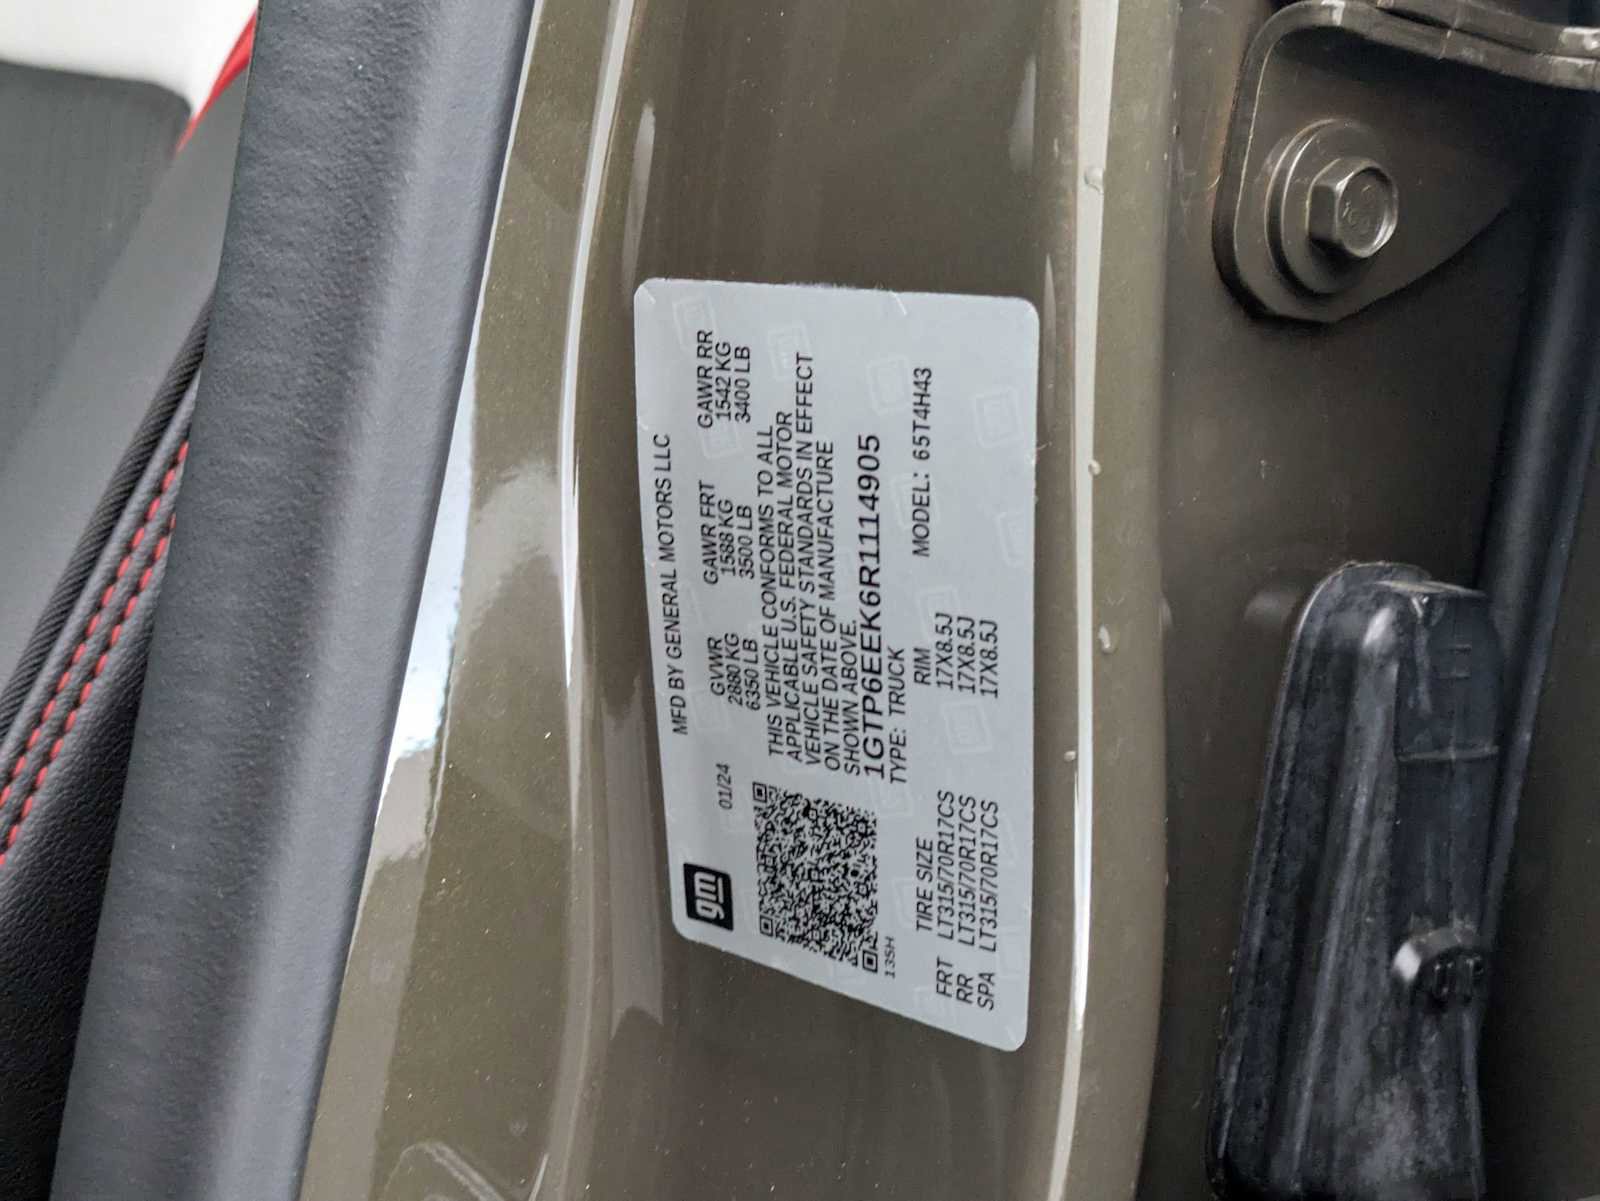 gm
01/24
MFD BY GENERAL MOTORS LLC
GVWR GAWR FRT GAWR RR
2880 KG 1588 KG 1542 KG
6350 LB 3500 LB 3400 LB
THIS VEHICLE CONFORMS TO ALL
APPLICABLE U.S. FEDERAL MOTOR
VEHICLE SAFETY STANDARDS IN EFFECT
ON THE DATE OF MANUFACTURE
SHOWN ABOVE.
1GTP6EEK6R1114905
135H
TYPE: TRUCK MODEL: 65T4H43
TIRE SIZE RIM
FRT LT315/70R17CS 17X8.5J
RR LT315/70R17CS 17X8.5J
SPA LT315/70R17CS 17X8.5J